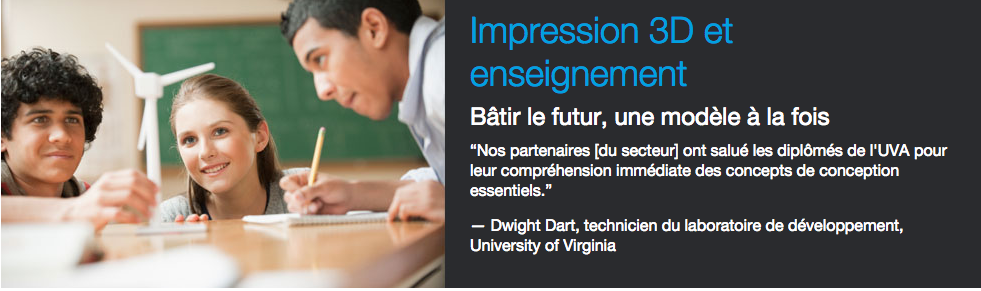 Impression 3D et
enseignement
Bâtir le futur, une modèle à la fois
“Nos partenaires [du secteur] ont salué les diplômés de l'UVA pour
leur compréhension immédiate des concepts de conception
essentiels.”
— Dwight Dart, technicien du laboratoire de développement,
University of Virginia